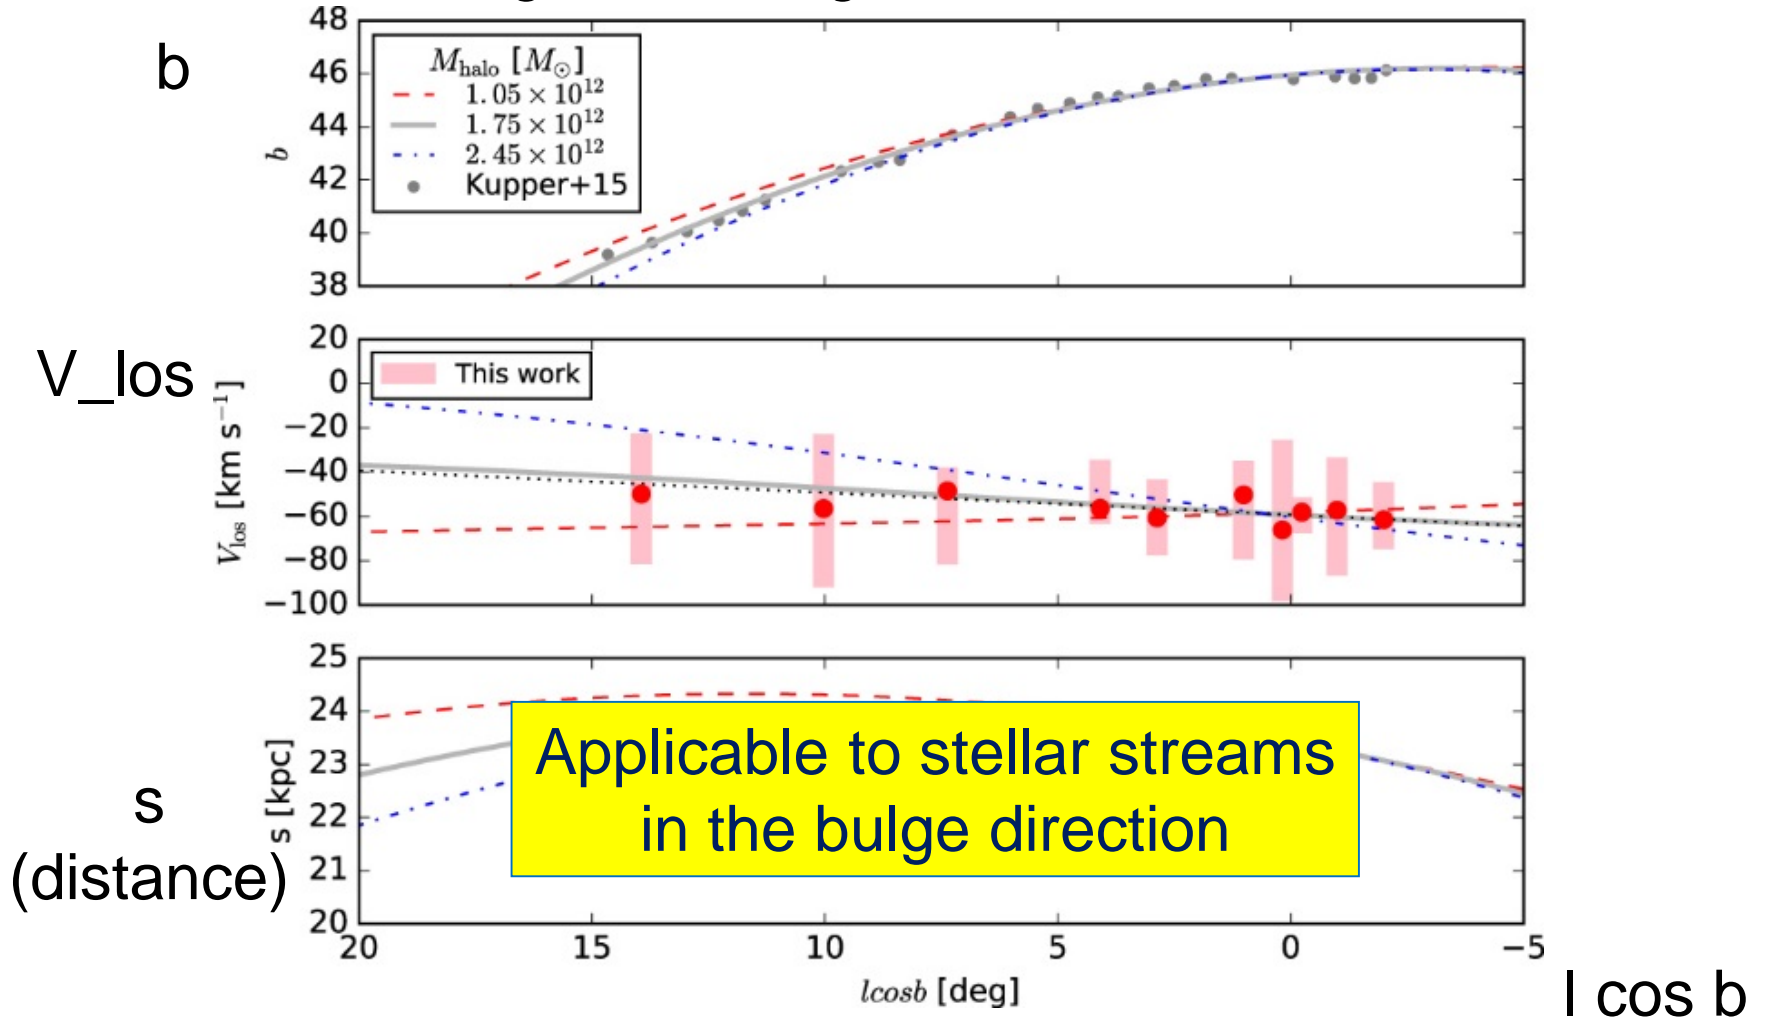 48
b
46
44
42
40
38
b
M_halo [M_⊙]
1.05 × 10^12
1.75 × 10^12
2.45 × 10^12
Kupper+15
V_los
20
0
−20
−40
−60
−80
−100
V_los [km s^−1]
This work
s
(distance)
25
24
23
22
21
20
s [kpc]
Applicable to stellar streams
in the bulge direction
20 15 10 5 0 −5
lcosb [deg]
l cos b